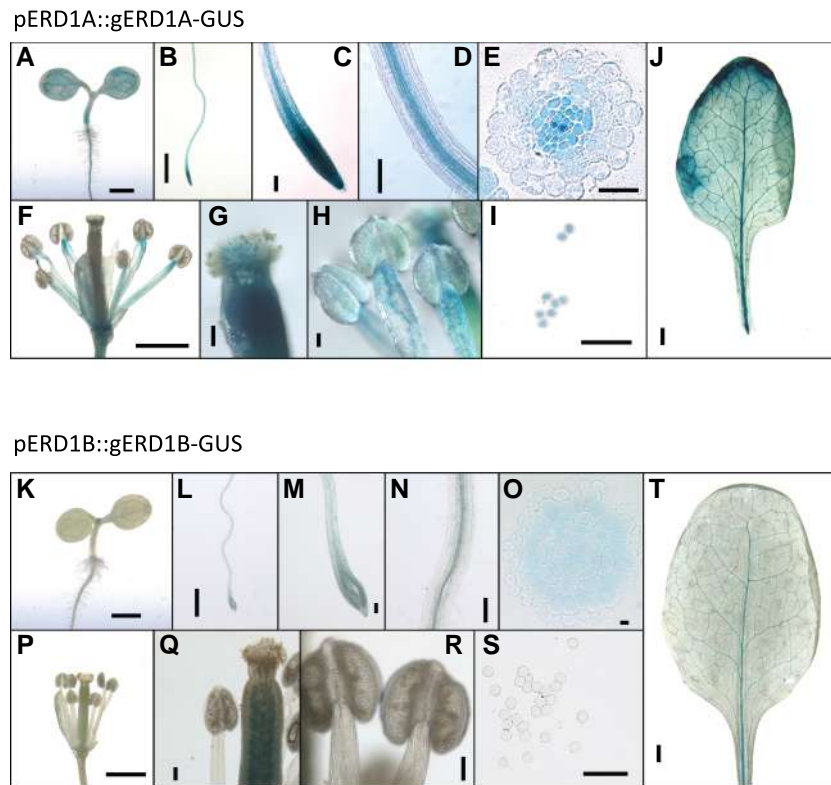 pERD1A::gERD1A-GUS
A B C D E J
F G H I
pERD1B::gERD1B-GUS
K L M N O T
P Q R S